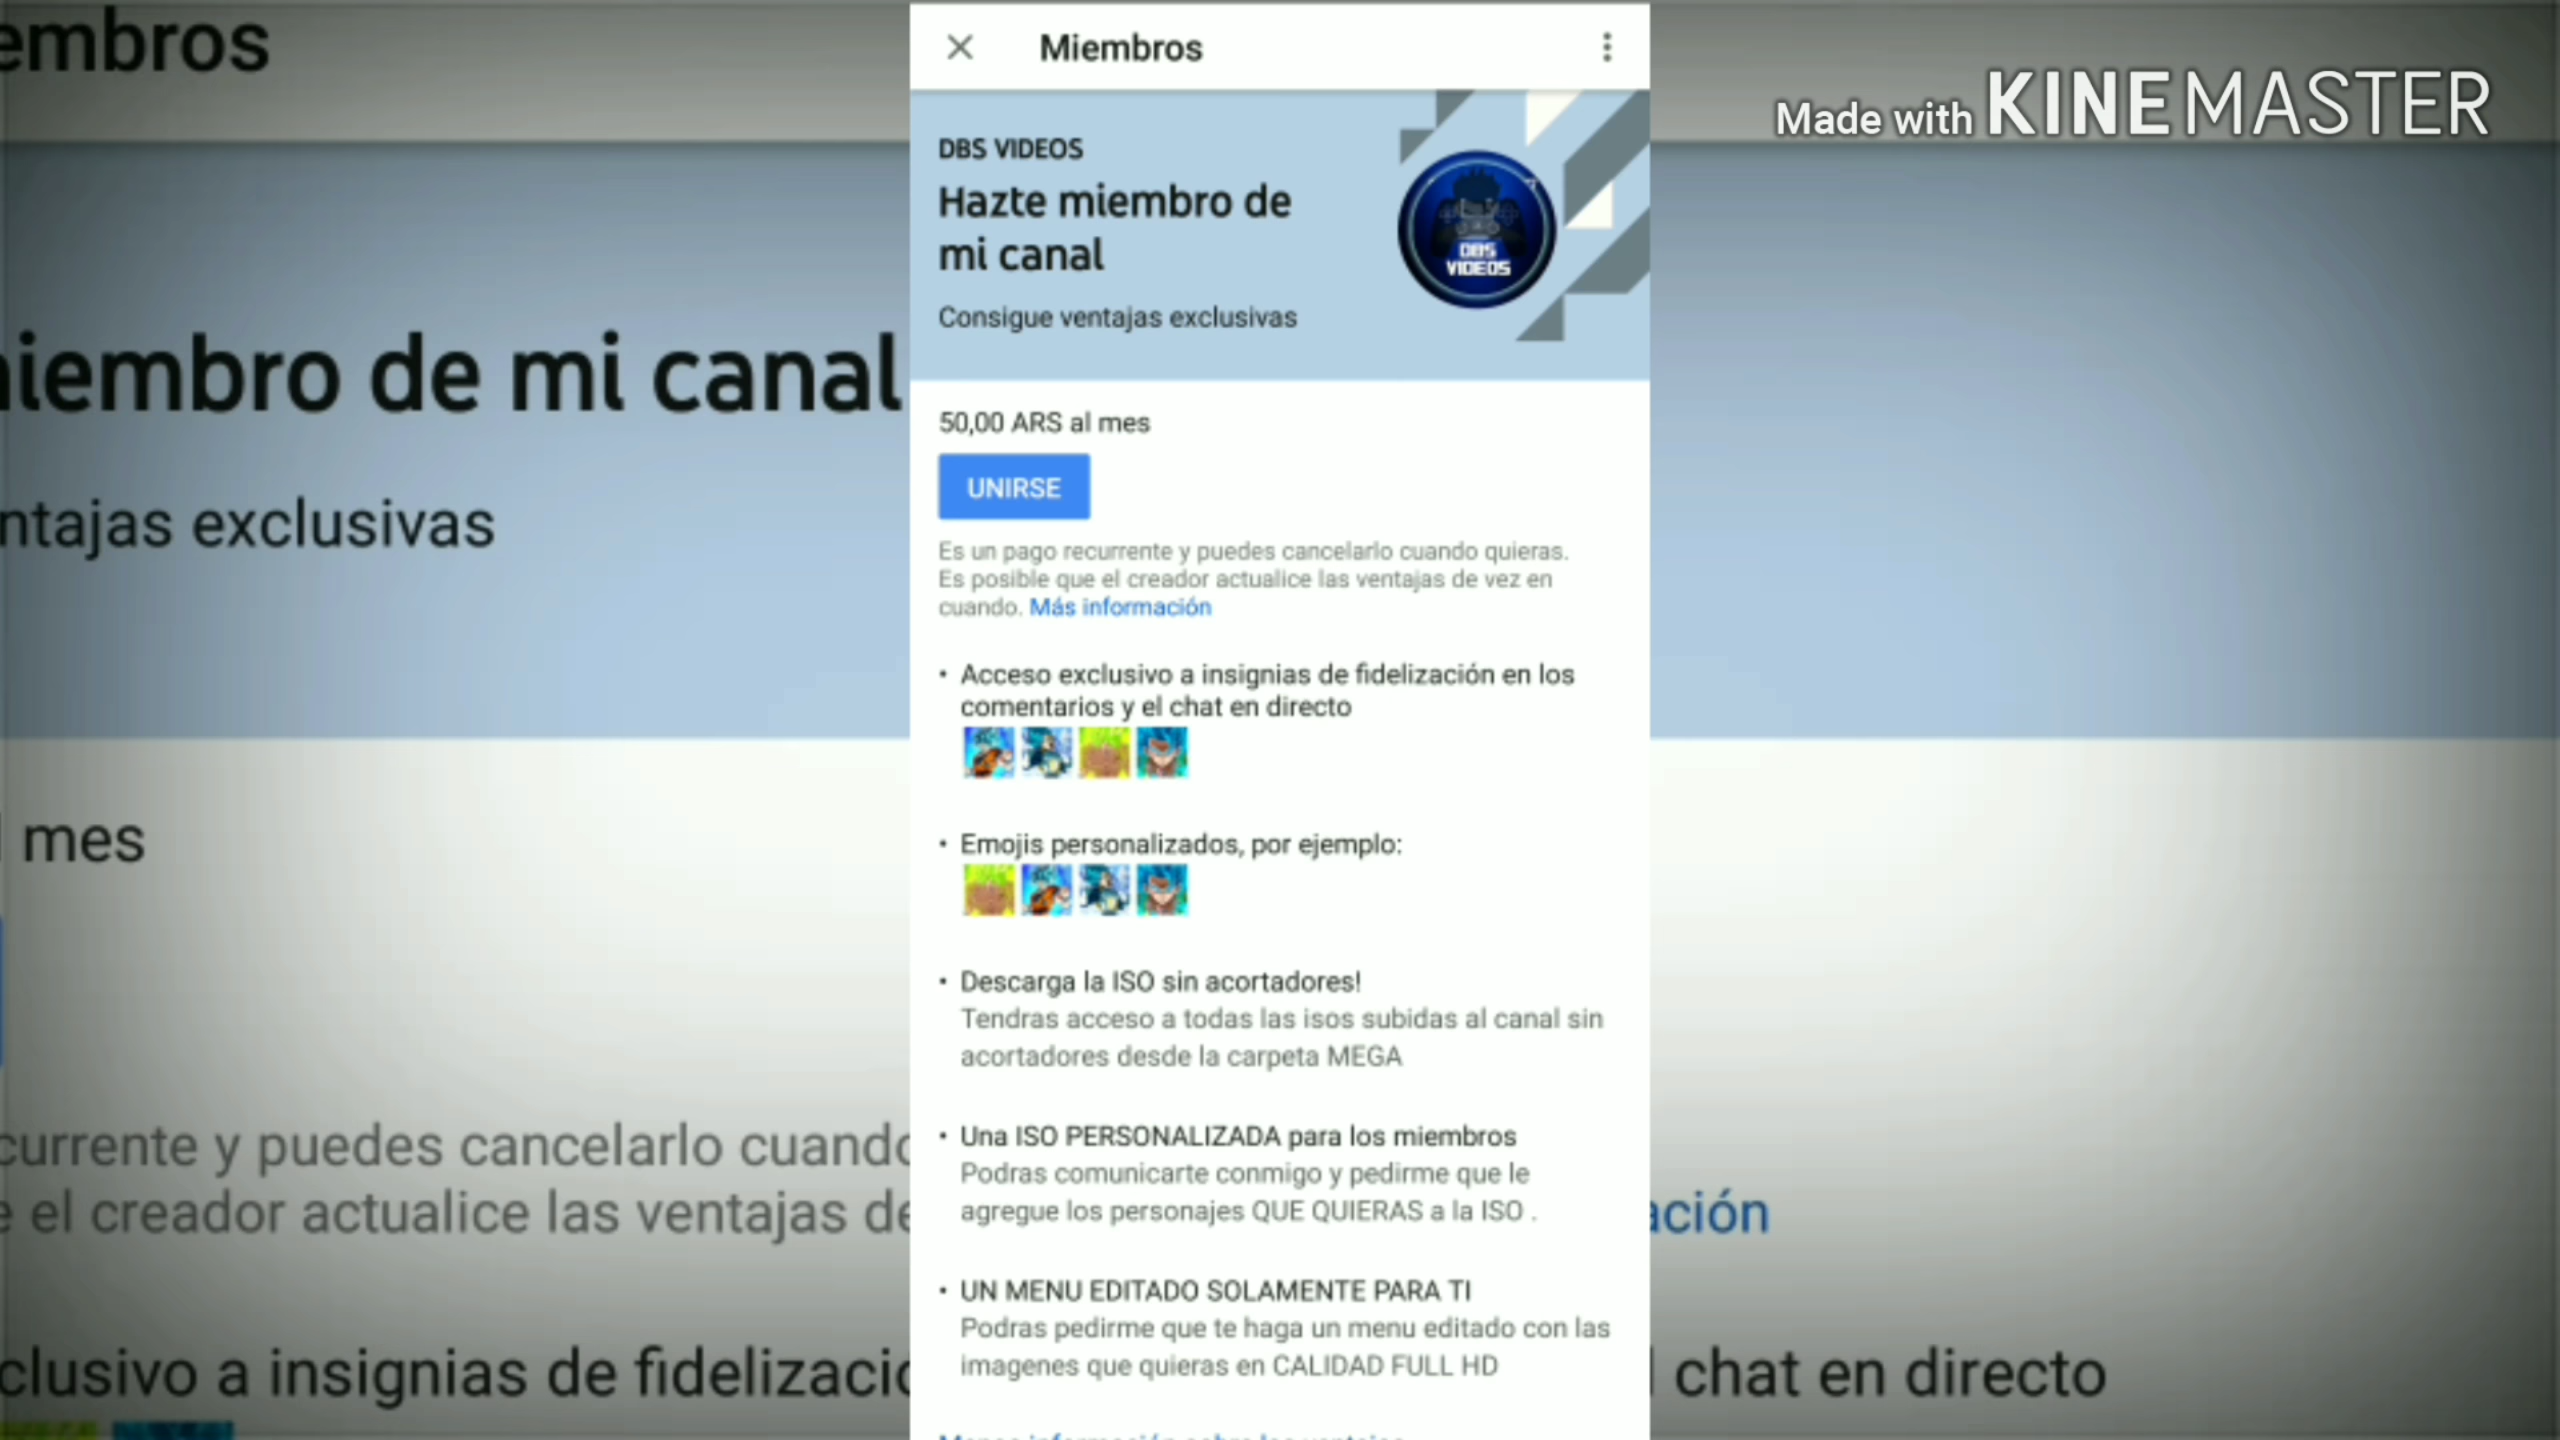 embros
Miembros
Made with KINEMASTER
DBS VIDEOS
Hazte miembro de
mi canal
DBS
VIDEOS
Consigue ventajas exclusivas
miembro de mi canal
ntajas exclusivas
50,00 ARS al mes
UNIRSE
Es un pago recurrente y puedes cancelarlo cuando quieras.
Es posible que el creador actualice las ventajas de vez en
cuando. Más información
• Acceso exclusivo a insignias de fidelización en los
comentarios y el chat en directo
mes
• Emojis personalizados, por ejemplo:
• Descarga la ISO sin acortadores!
Tendras acceso a todas las isos subidas al canal sin
acortadores desde la carpeta MEGA
• Una ISO PERSONALIZADA para los miembros
Podras comunicarte conmigo y pedirme que le
agregue los personajes QUE QUIERAS a la ISO .
currente y puedes cancelarlo cuando
e el creador actualice las ventajas de
ación
• UN MENU EDITADO SOLAMENTE PARA TI
Podras pedirme que te haga un menu editado con las
imagenes que quieras en CALIDAD FULL HD
clusivo a insignias de fidelizació
l chat en directo